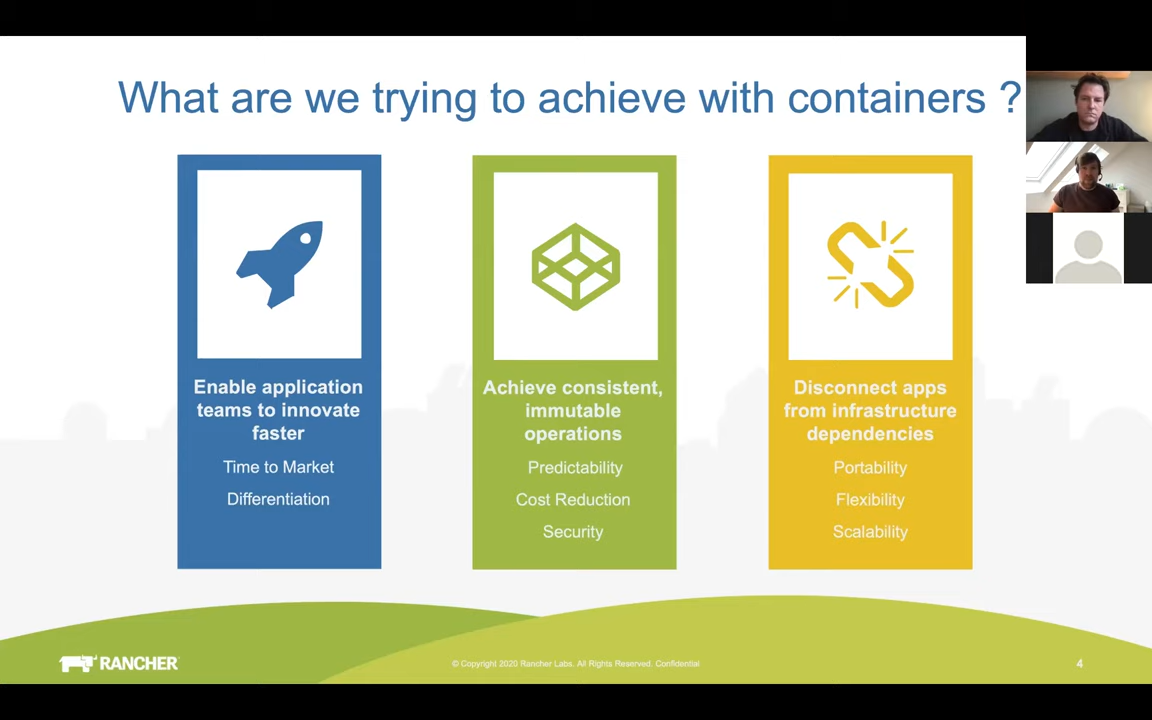 What are we trying to achieve with containers ?
Enable application
teams to innovate
faster
Time to Market
Differentiation
Achieve consistent,
immutable
operations
Predictability
Cost Reduction
Security
Disconnect apps
from infrastructure
dependencies
Portability
Flexibility
Scalability
RANCHER
© Copyright 2020 Rancher Labs. All Rights Reserved. Confidential
4